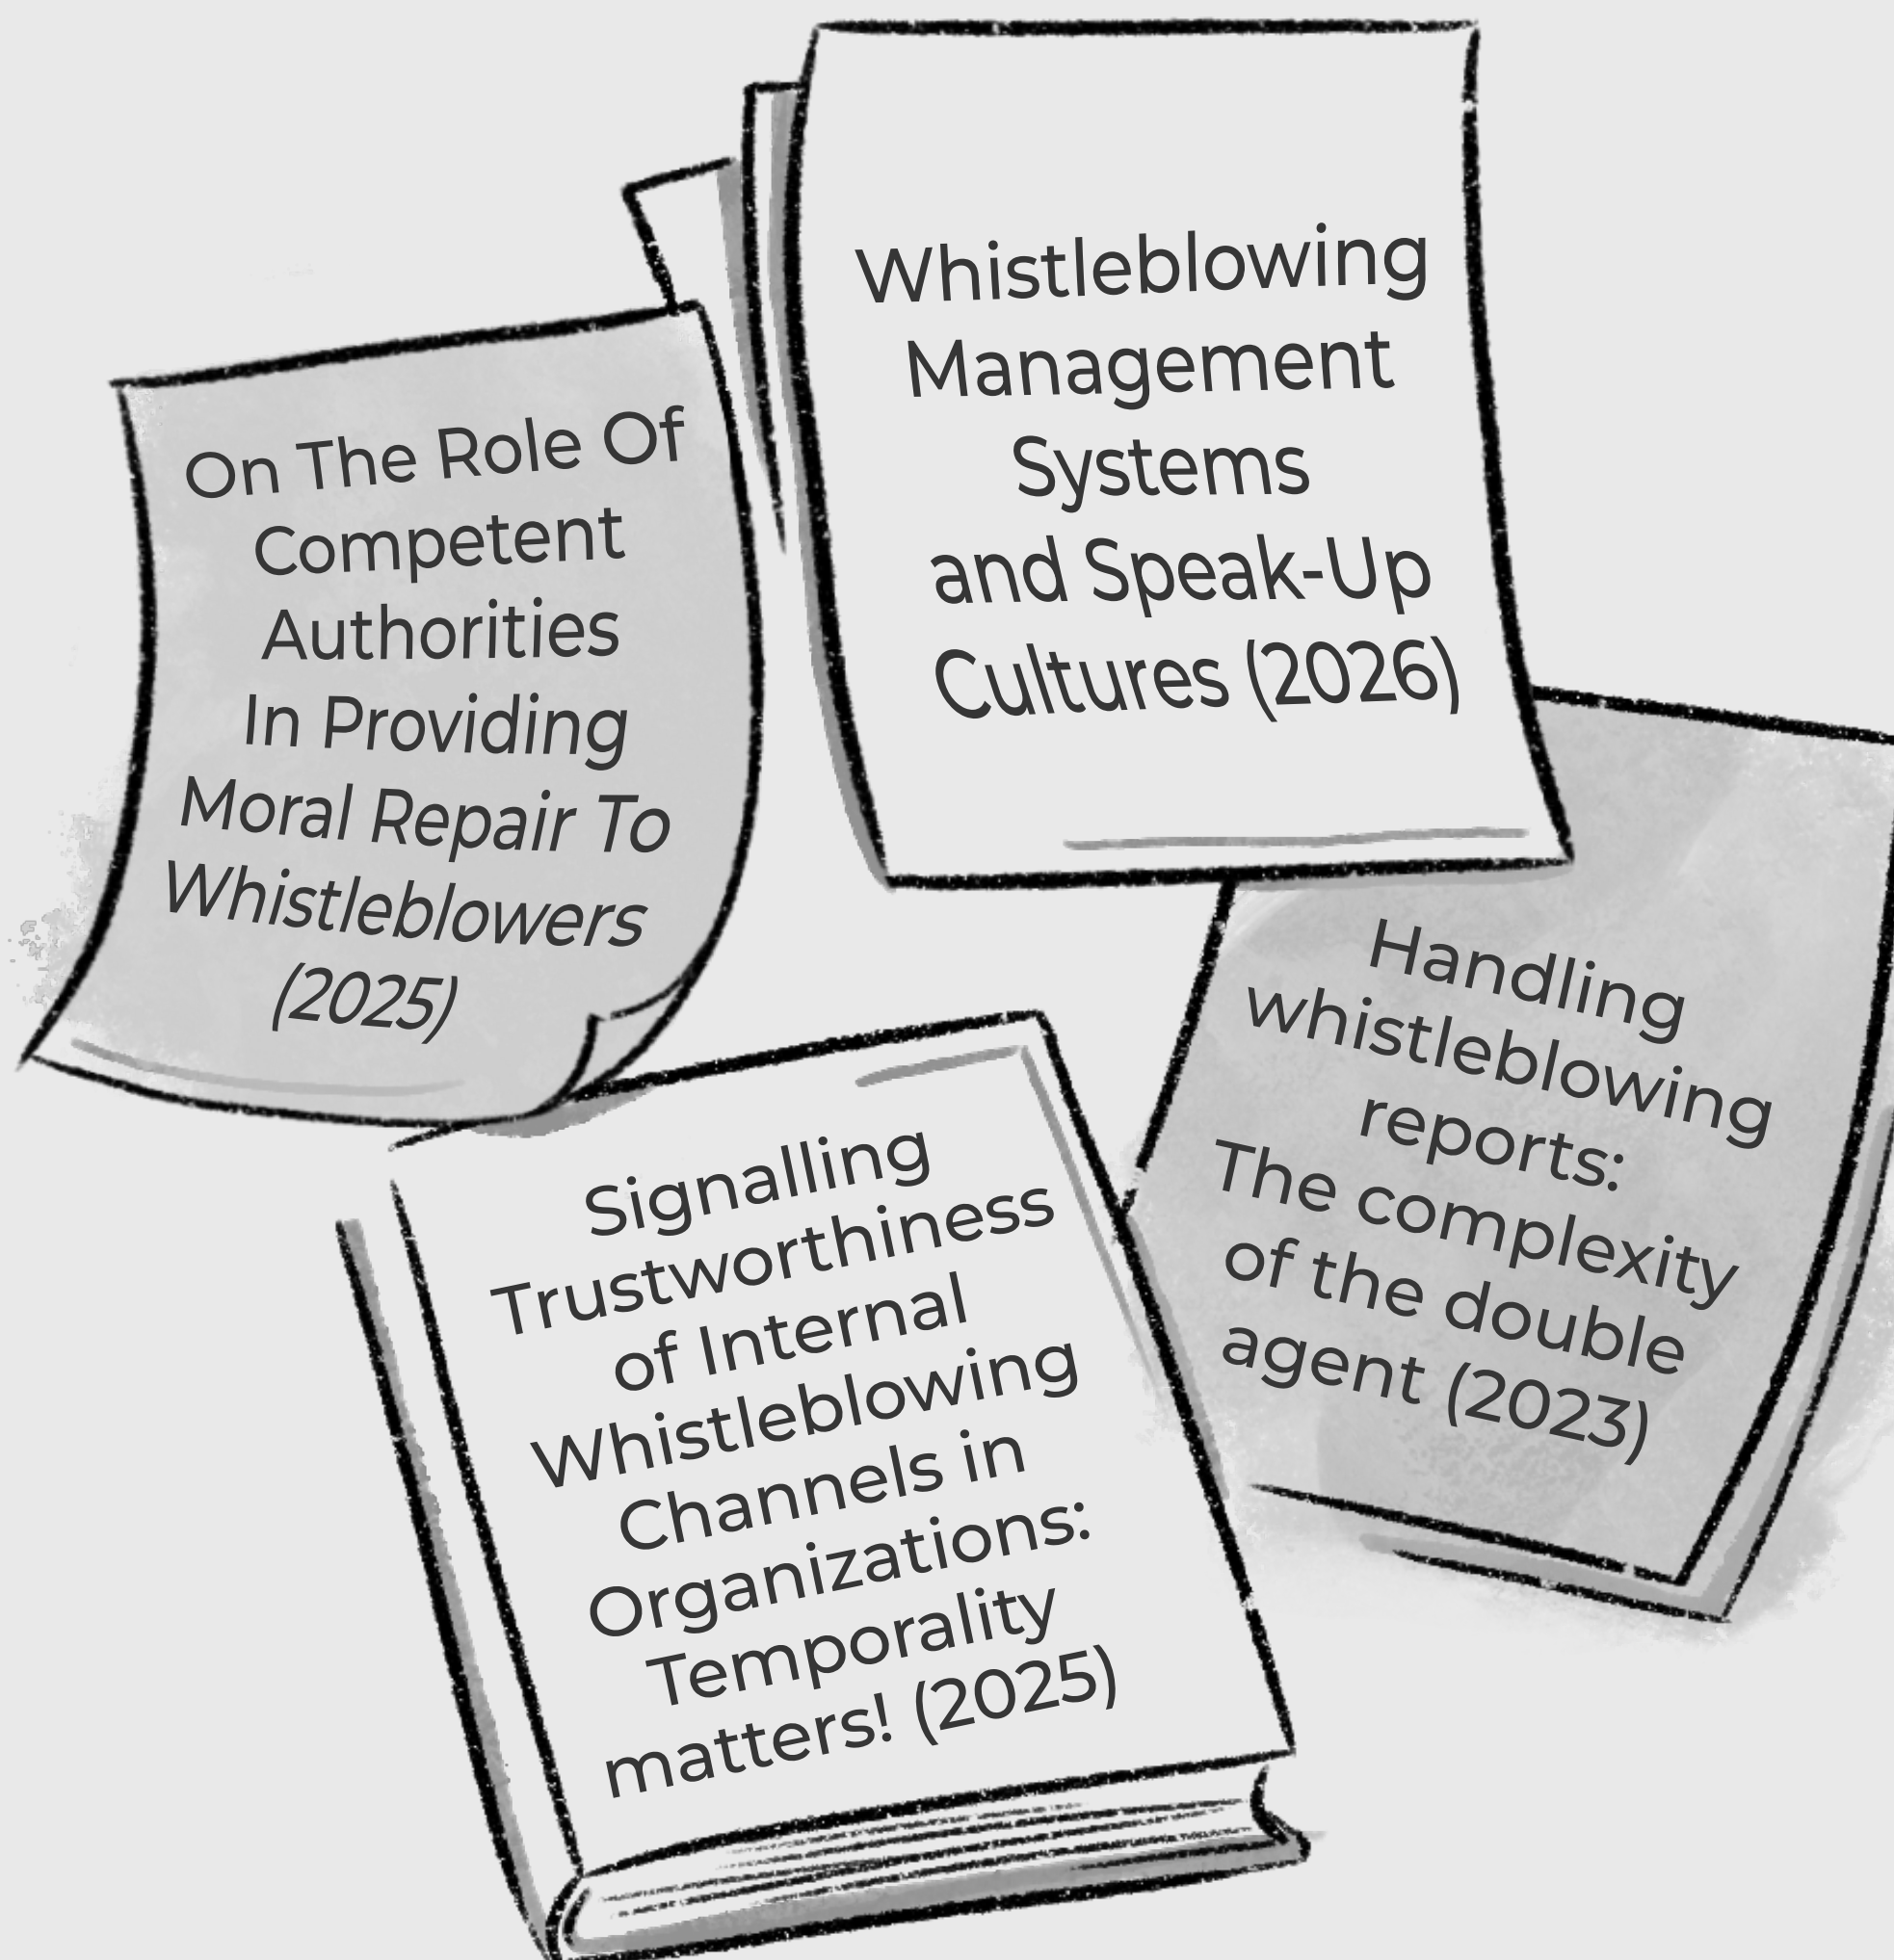 Whistleblowing
Management
Systems
and Speak-Up
Cultures (2026)
On The Role Of
Competent
Authorities
In Providing
Moral Repair To
Whistleblowers
(2025)
Handling
whistleblowing
reports:
The complexity
of the double
agent (2023)
Signalling
Trustworthiness
of Internal
Whistleblowing
Channels in
Organizations:
Temporality
matters! (2025)